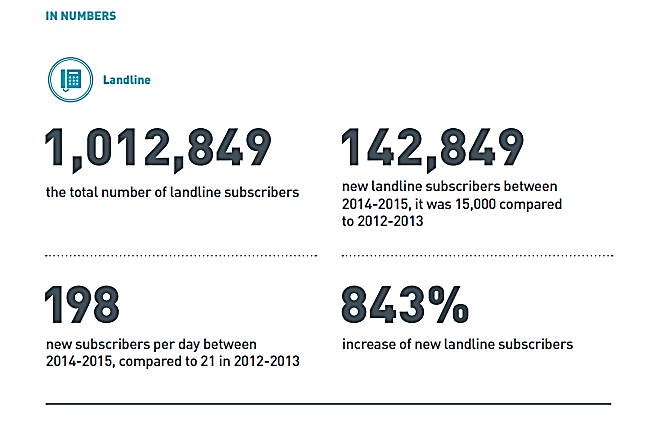 IN NUMBERS
Landline
1,012,849
the total number of landline subscribers
142,849
new landline subscribers between
2014-2015, it was 15,000 compared
to 2012-2013
198
new subscribers per day between
2014-2015, compared to 21 in 2012-2013
843%
increase of new landline subscribers